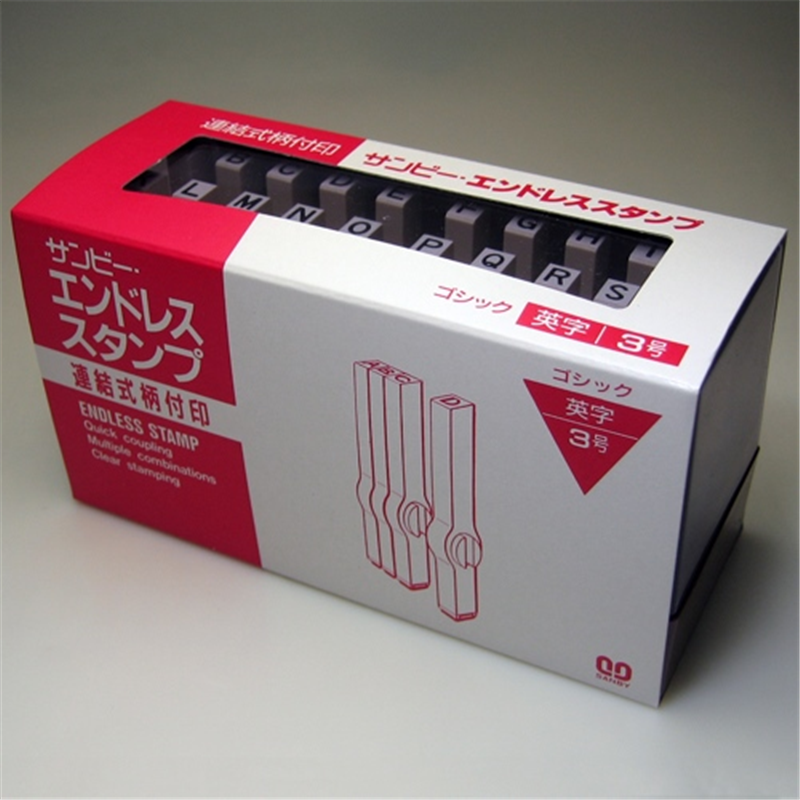 連結式柄付印
サンビー・エンドレススタンプ
B C D E F G H I
L M N O P Q R S
ゴシック 英字 3号
サンビー・
エンドレス
スタンプ
連結式柄付印
ENDLESS STAMP
Quick coupling
Multiple combinations
Clear stamping
A B C
D
ゴシック
英字
3号
SANBY